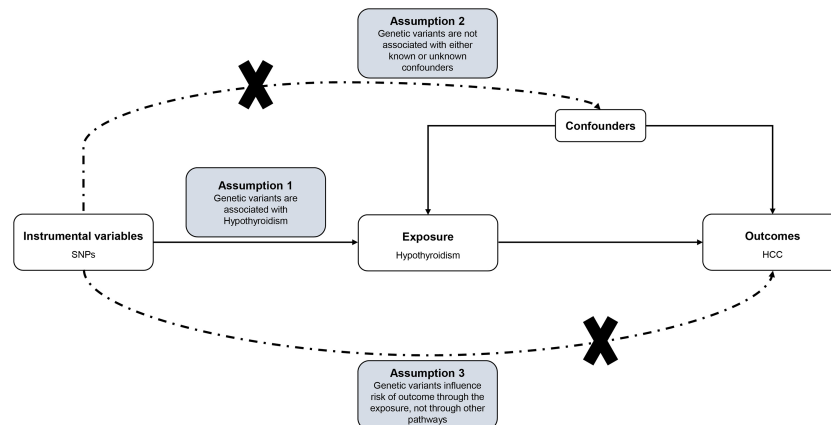 Assumption 2
Genetic variants are not
associated with either
known or unknown
confounders
Confounders
Assumption 1
Genetic variants are
associated with
Hypothyroidism
Instrumental variables
SNPs
Exposure
Hypothyroidism
Outcomes
HCC
Assumption 3
Genetic variants influence
risk of outcome through the
exposure, not through other
pathways